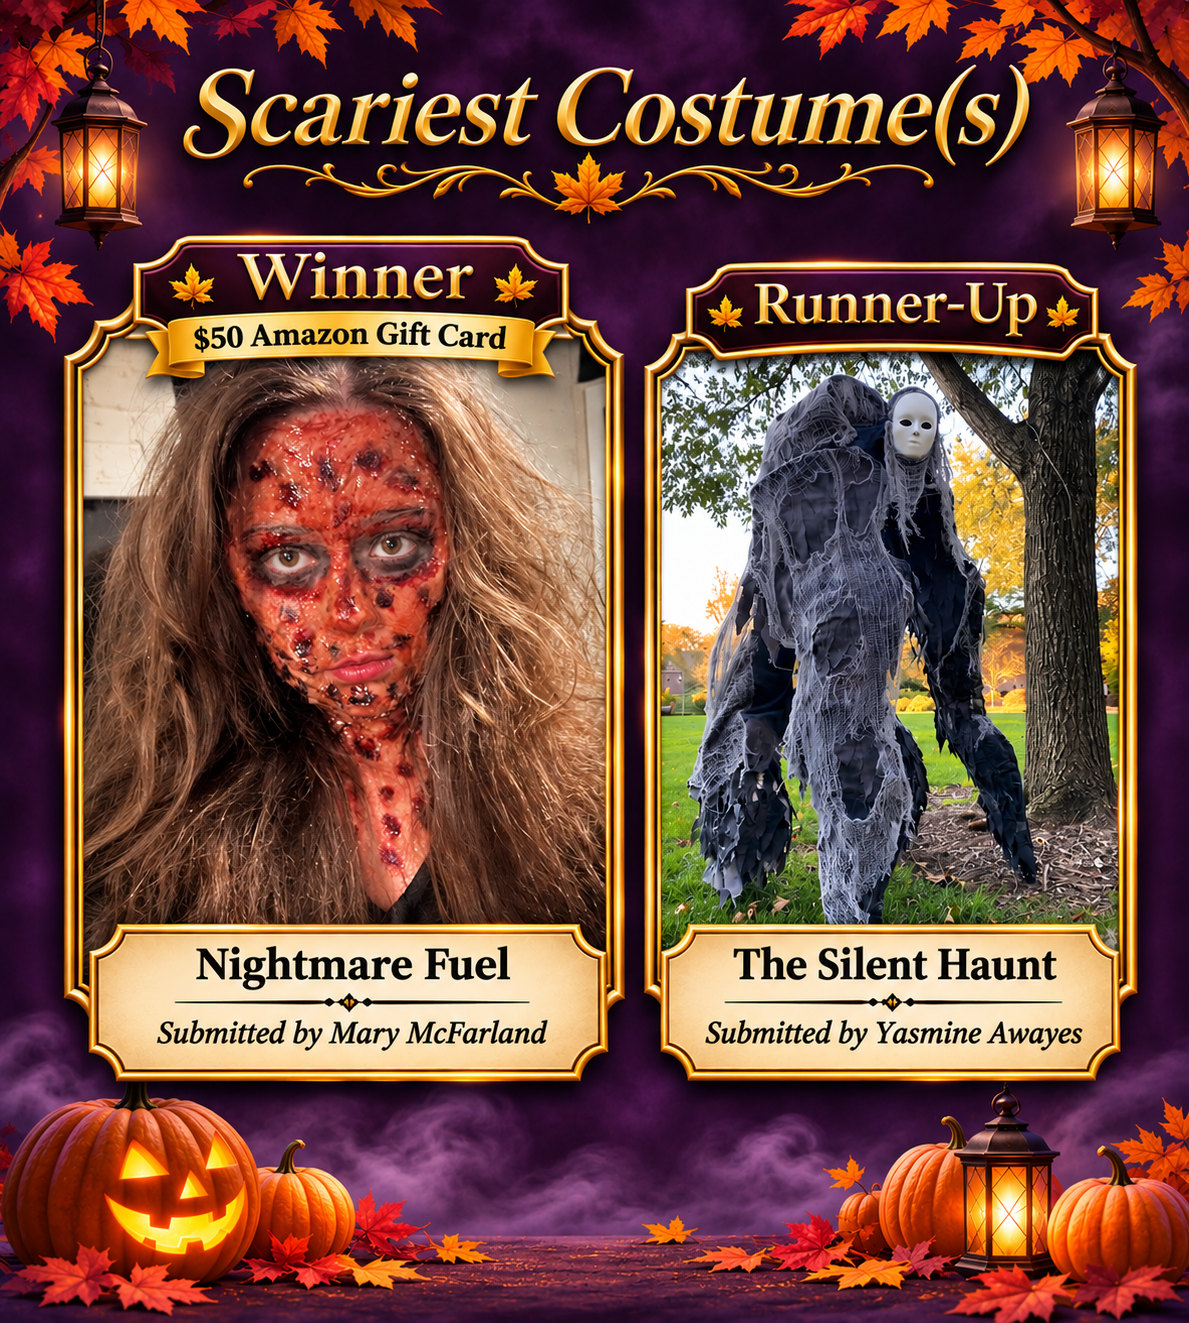 Scariest Costume(s)
Winner
$50 Amazon Gift Card
Nightmare Fuel
Submitted by Mary McFarland
Runner-Up
The Silent Haunt
Submitted by Yasmine Awayes